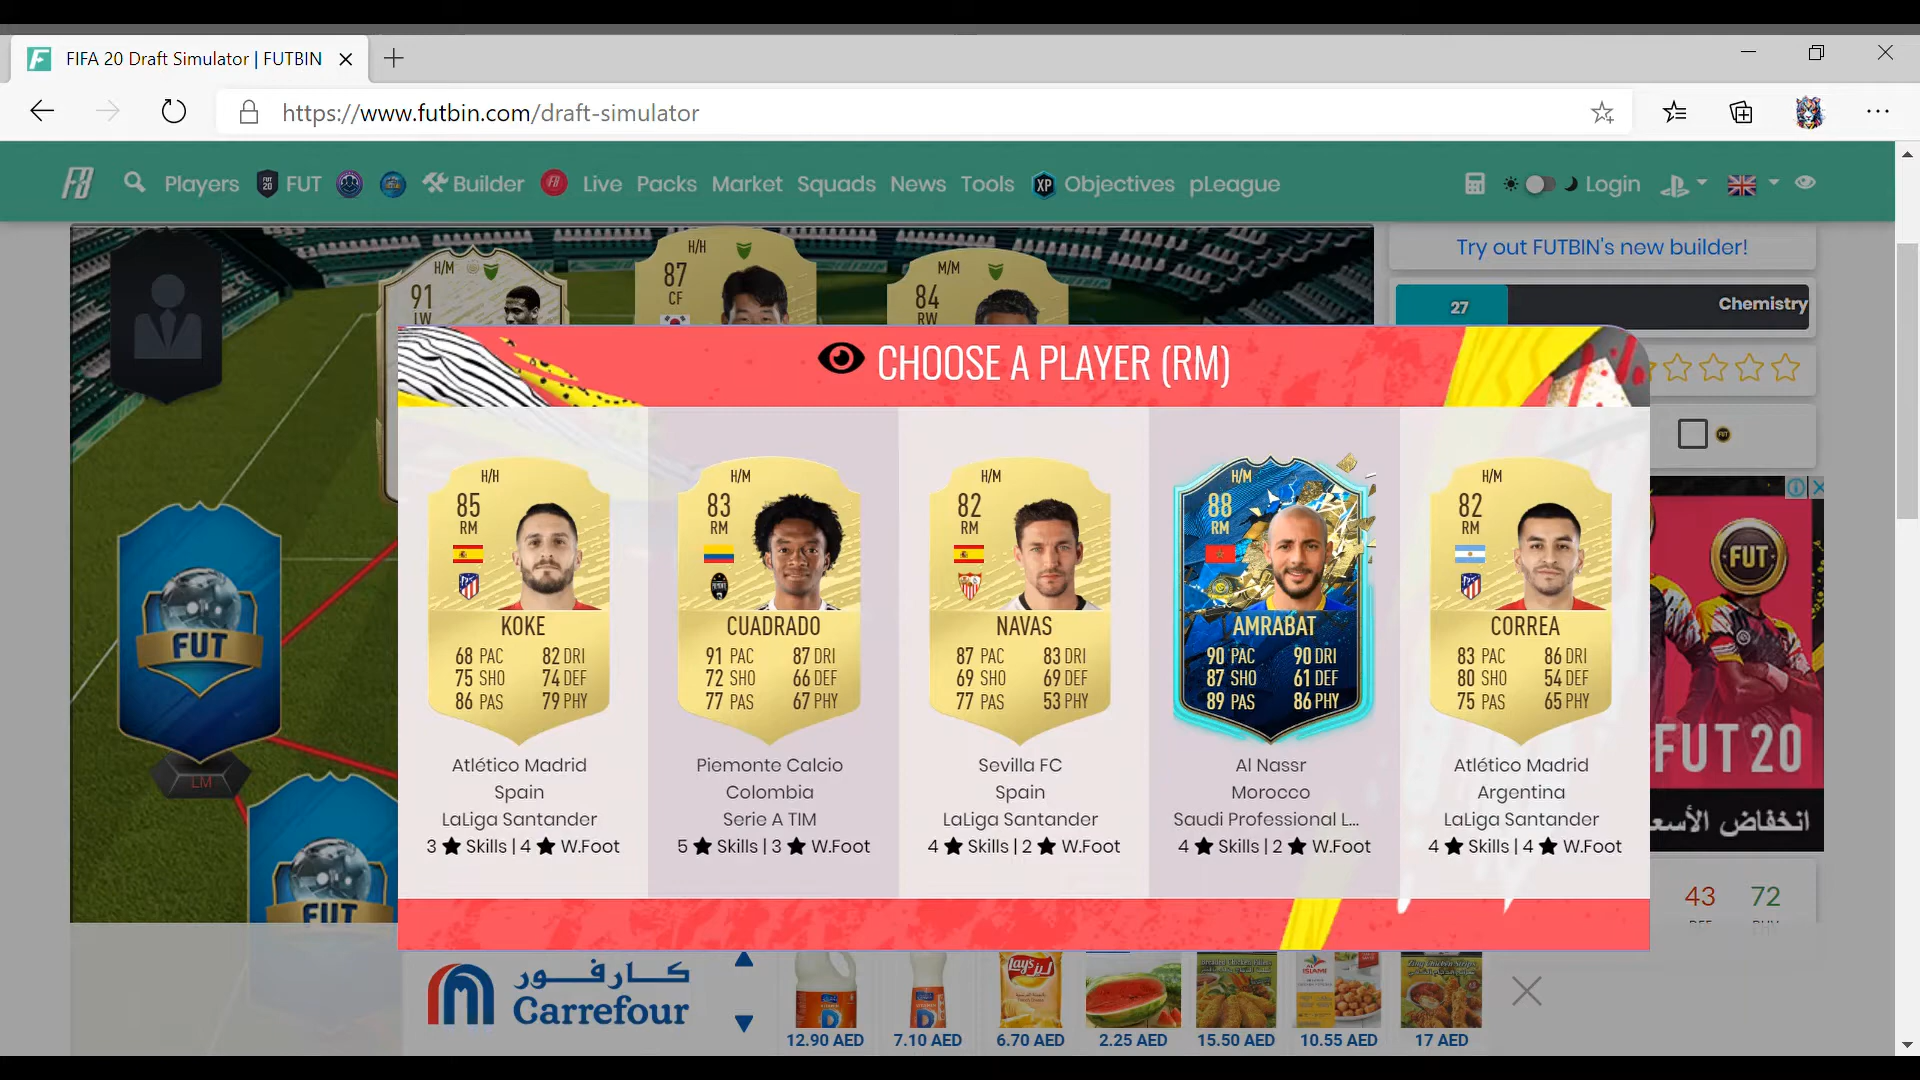 FIFA 20 Draft Simulator | FUTBIN
https://www.futbin.com/draft-simulator
Players FUT Builder Live Packs Market Squads News Tools XP Objectives pLeague Login
Try out FUTBIN's new builder!
27 Chemistry
H/M
91
LW
H/H
87
CF
M/M
84
RW
CHOOSE A PLAYER (RM)
H/H
85
RM
KOKE
68 PAC 82 DRI
75 SHO 74 DEF
86 PAS 79 PHY
Atlético Madrid
Spain
LaLiga Santander
3 ★ Skills | 4 ★ W.Foot
H/M
83
RM
CUADRADO
91 PAC 87 DRI
72 SHO 66 DEF
77 PAS 67 PHY
Piemonte Calcio
Colombia
Serie A TIM
5 ★ Skills | 3 ★ W.Foot
H/M
82
RM
NAVAS
87 PAC 83 DRI
69 SHO 69 DEF
77 PAS 53 PHY
Sevilla FC
Spain
LaLiga Santander
4 ★ Skills | 2 ★ W.Foot
H/M
88
RM
AMRABAT
90 PAC 90 DRI
87 SHO 61 DEF
89 PAS 86 PHY
Al Nassr
Morocco
Saudi Professional L...
4 ★ Skills | 2 ★ W.Foot
H/M
82
RM
CORREA
83 PAC 86 DRI
80 SHO 54 DEF
75 PAS 65 PHY
Atlético Madrid
Argentina
LaLiga Santander
4 ★ Skills | 4 ★ W.Foot
FUT
LM
FUT
FUT
FUT 20
انخفاض الأسع
43 72
كارفور
Carrefour
Lay's
ليز
12.90 AED
7.10 AED
6.70 AED
2.25 AED
15.50 AED
10.55 AED
17 AED